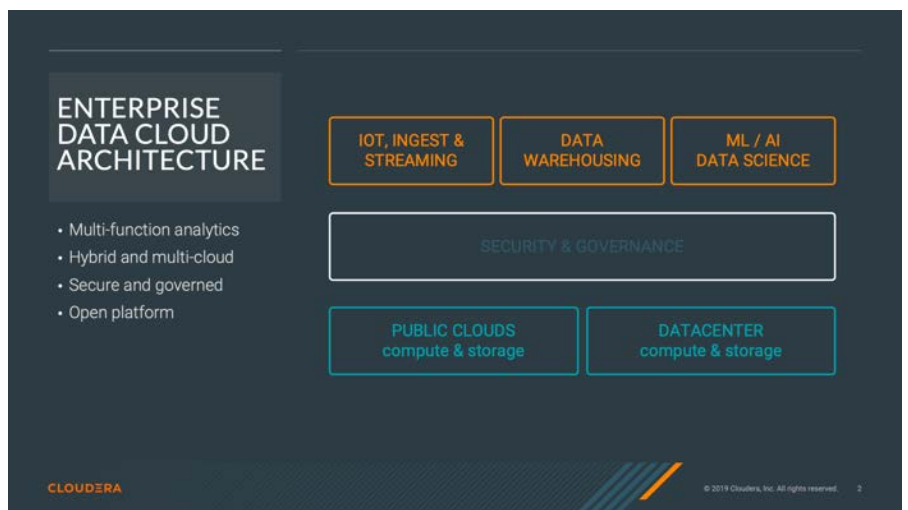 ENTERPRISE
DATA CLOUD
ARCHITECTURE
• Multi-function analytics
• Hybrid and multi-cloud
• Secure and governed
• Open platform
IOT, INGEST &
STREAMING
DATA
WAREHOUSING
ML / AI
DATA SCIENCE
SECURITY & GOVERNANCE
PUBLIC CLOUDS
compute & storage
DATACENTER
compute & storage
CLOUDERA
© 2019 Cloudera, Inc. All rights reserved.
2